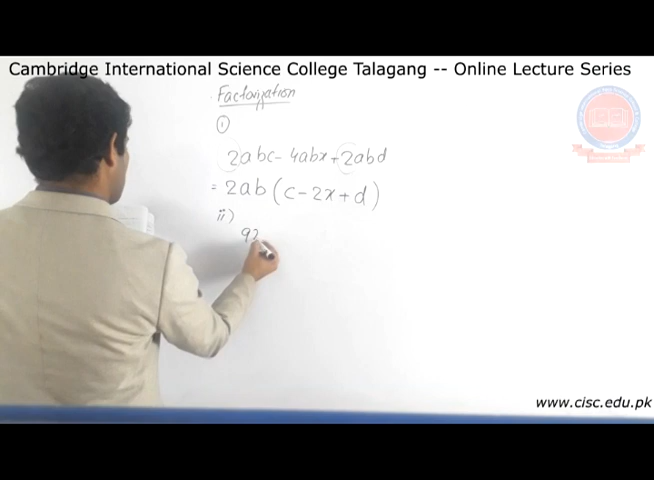 Cambridge International Science College Talagang -- Online Lecture Series
Factorization
①
2abc - 4abx + 2abd
= 2ab (c - 2x + d)
ii)
www.cisc.edu.pk